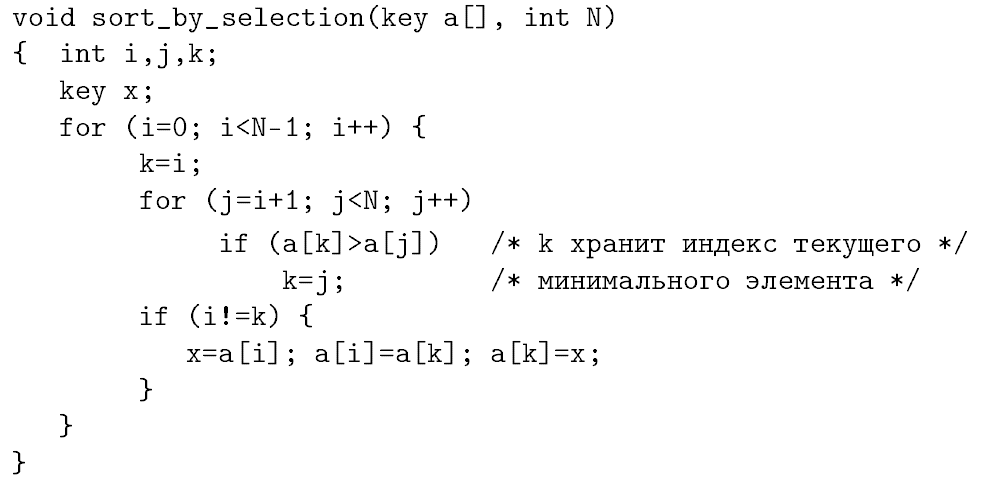 void sort_by_selection(key a[], int N)
{  int i,j,k;
   key x;
   for (i=0; i<N-1; i++) {
        k=i;
        for (j=i+1; j<N; j++)
             if (a[k]>a[j])   /* k хранит индекс текущего */
                 k=j;         /* минимального элемента */
        if (i!=k) {
           x=a[i]; a[i]=a[k]; a[k]=x;
        }
   }
}